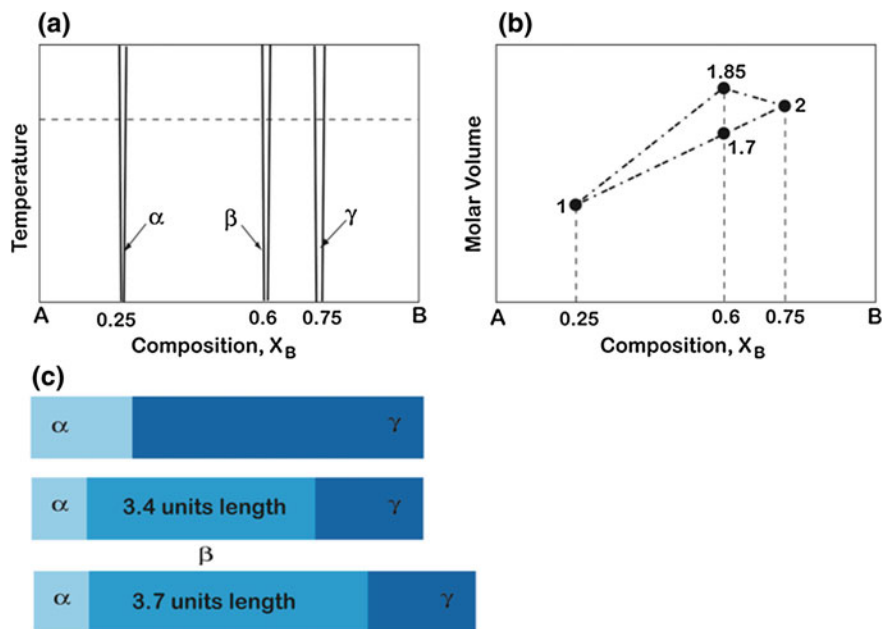 (a)
Temperature
α
β
γ
A
0.25
0.6
0.75
B
Composition, X_B
(b)
Molar Volume
1.85
2
1.7
1
A
0.25
0.6
0.75
B
Composition, X_B
(c)
α γ
α 3.4 units length γ
β
α 3.7 units length γ